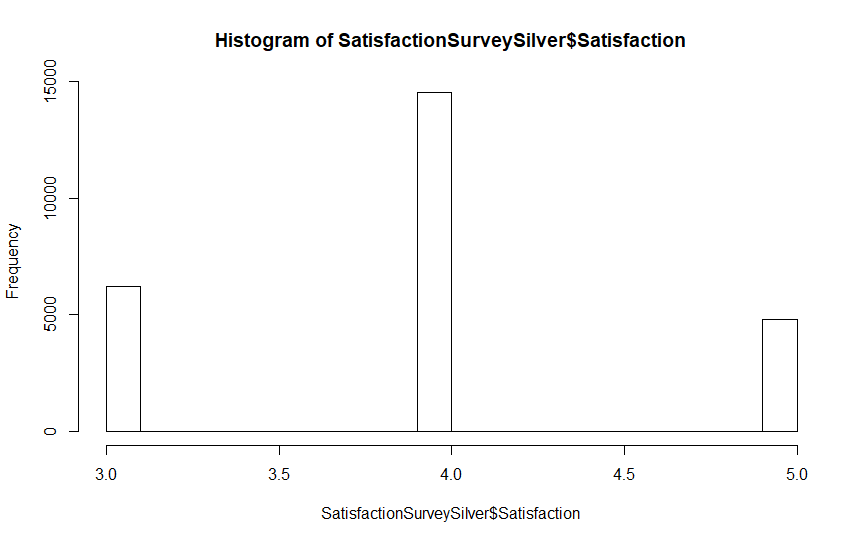 Histogram of SatisfactionSurveySilver$Satisfaction
Frequency
15000
10000
5000
0
3.0 3.5 4.0 4.5 5.0
SatisfactionSurveySilver$Satisfaction